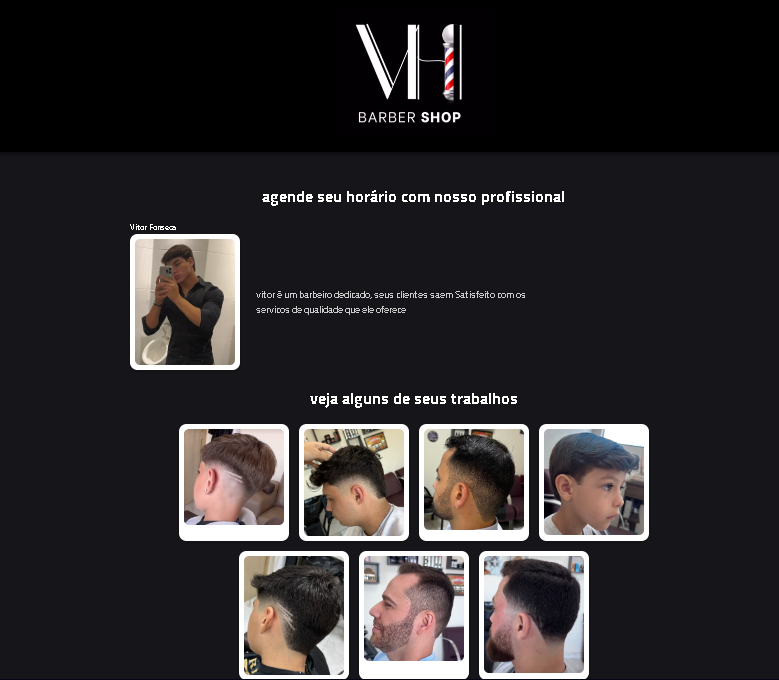 VH
BARBER SHOP
agende seu horário com nosso profissional
Vitor Fonseca
vitor é um barbeiro dedicado, seus clientes saem Satisfeito com os
serviços de qualidade que ele oferece
veja alguns de seus trabalhos